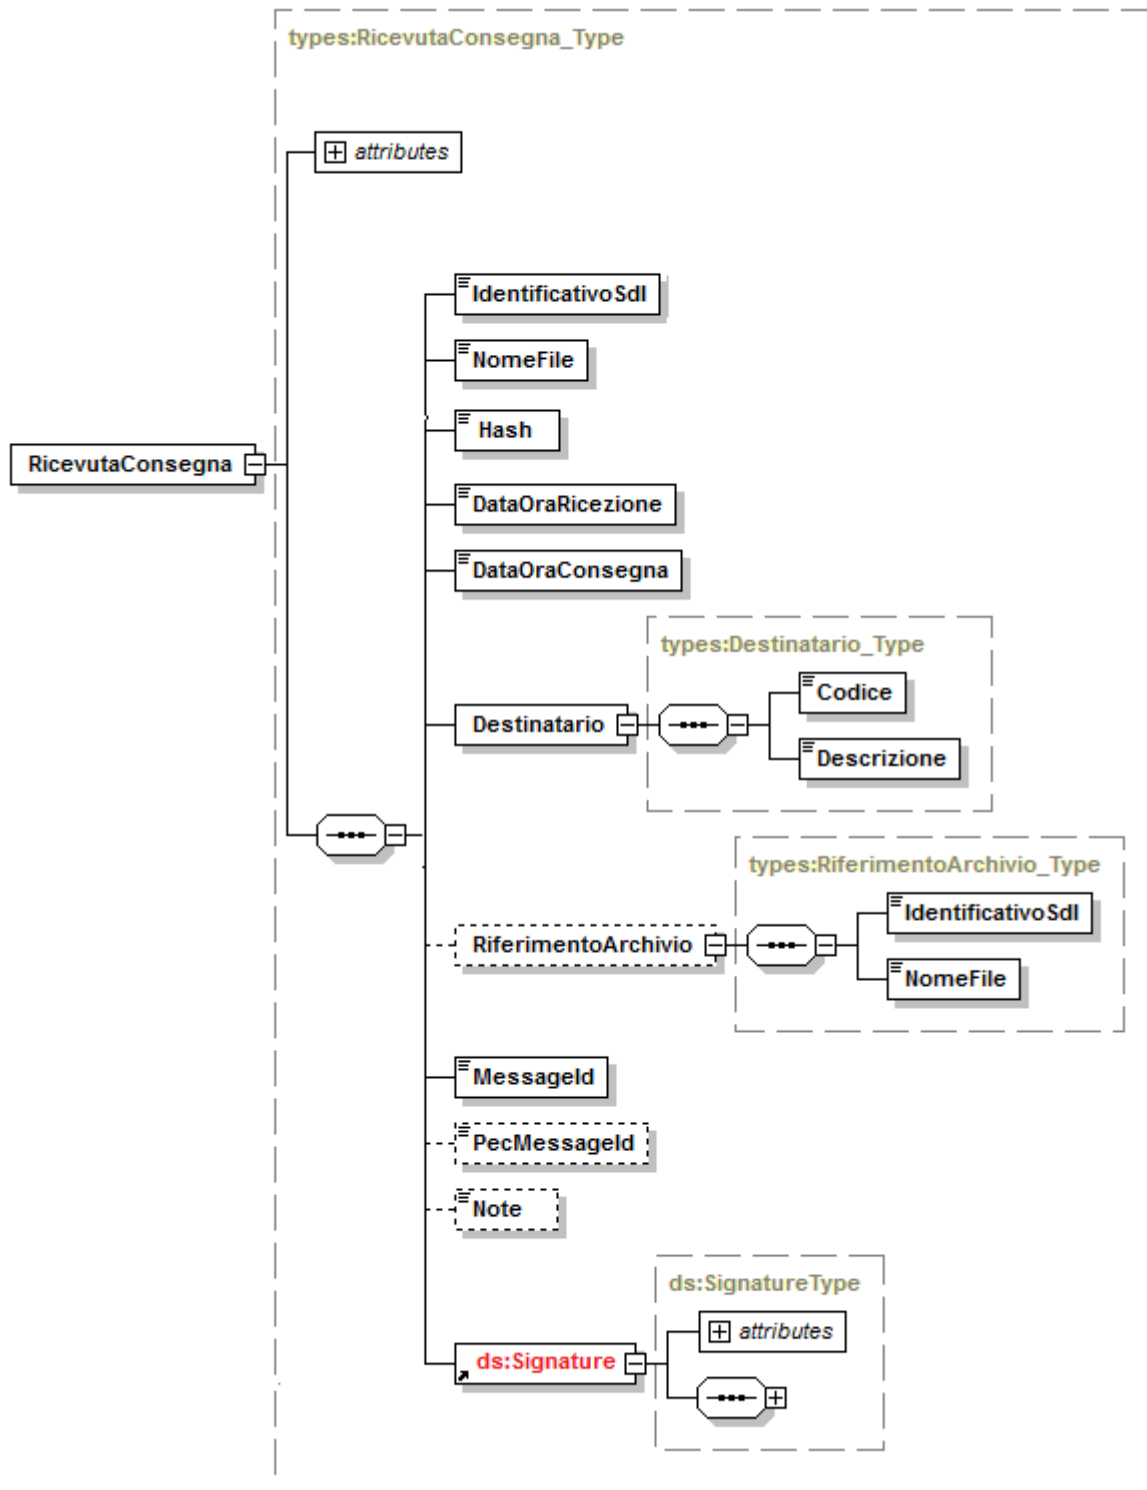 types:RicevutaConsegna_Type
attributes
IdentificativoSdI
NomeFile
Hash
RicevutaConsegna
DataOraRicezione
DataOraConsegna
types:Destinatario_Type
Codice
Destinatario
Descrizione
types:RiferimentoArchivio_Type
IdentificativoSdI
RiferimentoArchivio
NomeFile
MessageId
PecMessageId
Note
ds:SignatureType
attributes
ds:Signature